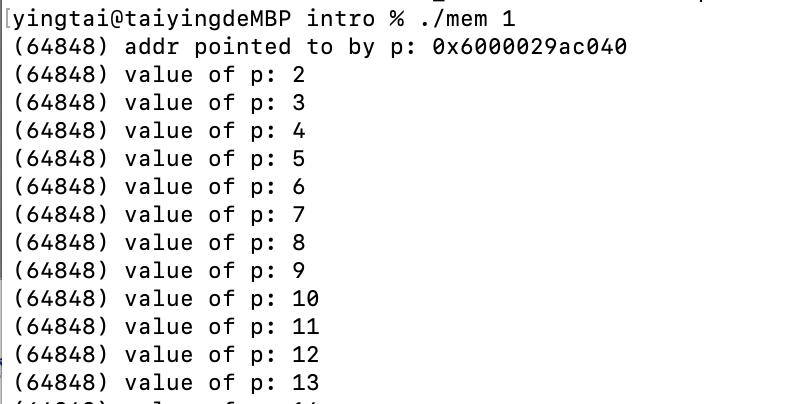 [yingtai@taiyingdeMBP intro % ./mem 1
(64848) addr pointed to by p: 0x6000029ac040
(64848) value of p: 2
(64848) value of p: 3
(64848) value of p: 4
(64848) value of p: 5
(64848) value of p: 6
(64848) value of p: 7
(64848) value of p: 8
(64848) value of p: 9
(64848) value of p: 10
(64848) value of p: 11
(64848) value of p: 12
(64848) value of p: 13